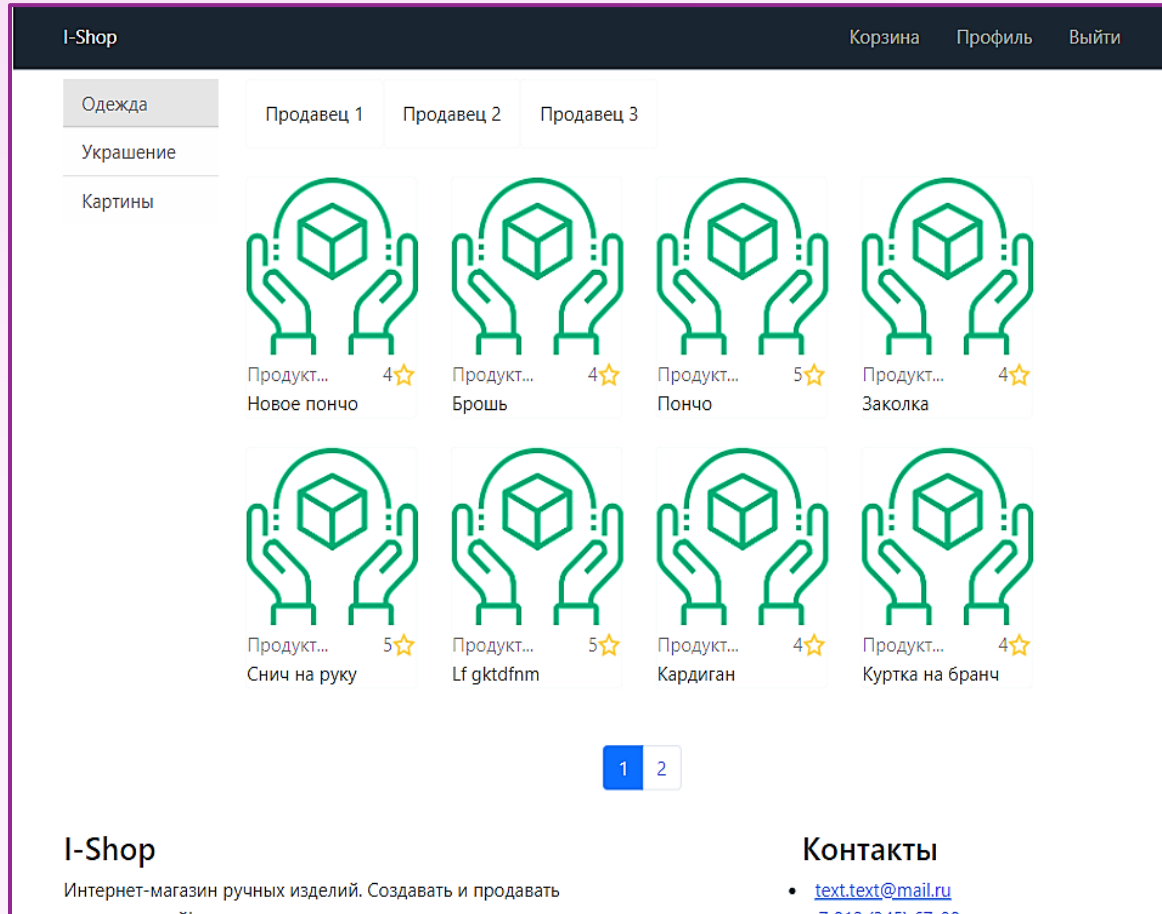 I-Shop Корзина Профиль Выйти
Одежда
Украшение
Картины
Продавец 1 Продавец 2 Продавец 3
Продукт... 4 Продукт... 4 Продукт... 5 Продукт... 4
Новое пончо Брошь Пончо Заколка
Продукт... 5 Продукт... 5 Продукт... 4 Продукт... 4
Снич на руку Lf gktdfnm Кардиган Куртка на бранч
1 2
I-Shop
Интернет-магазин ручных изделий. Создавать и продавать
Контакты
text.text@mail.ru